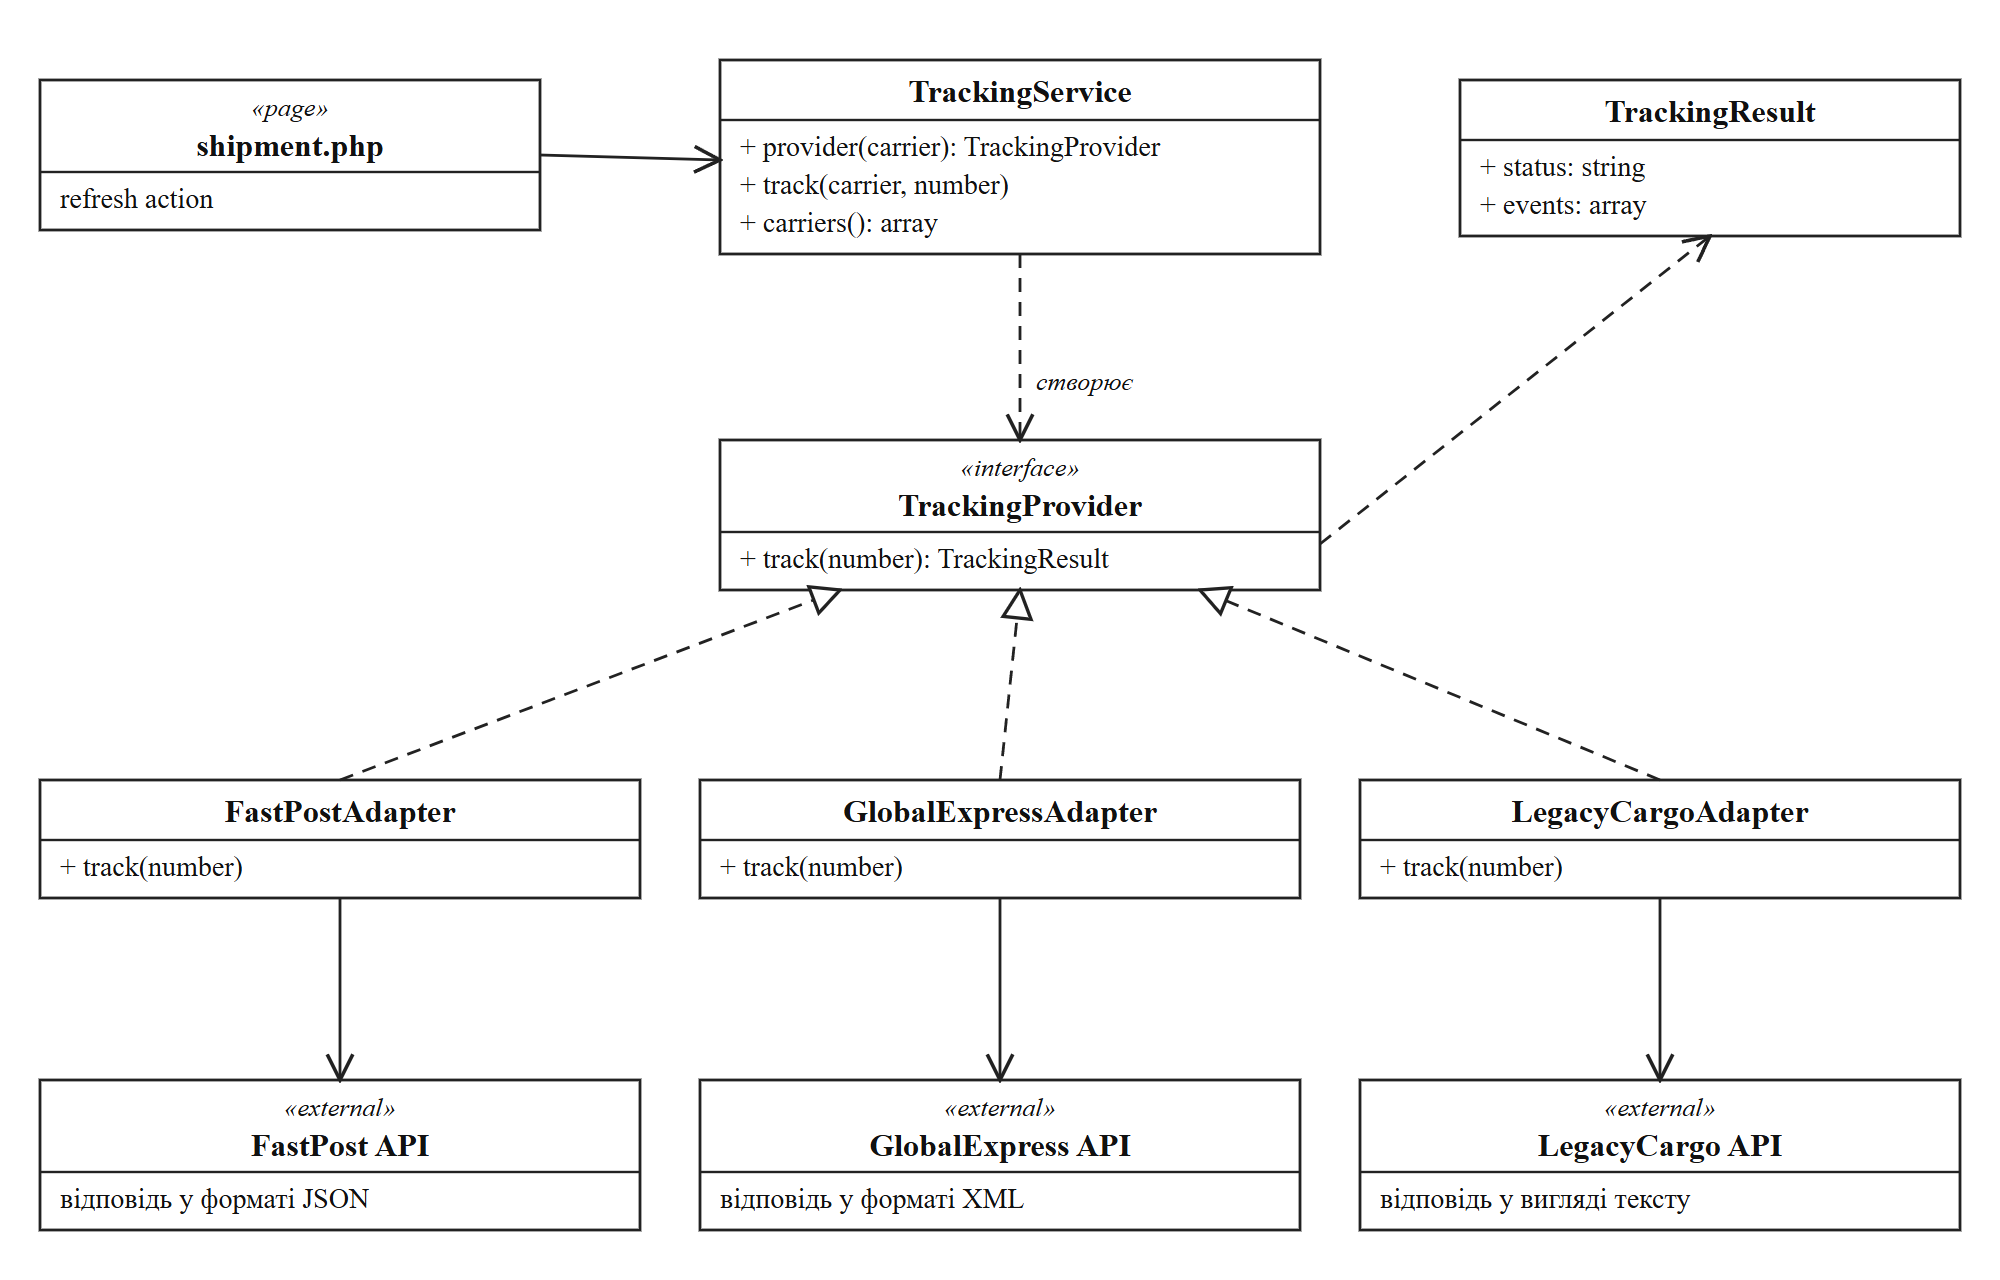 «page»
shipment.php
refresh action
TrackingService
+ provider(carrier): TrackingProvider
+ track(carrier, number)
+ carriers(): array
TrackingResult
+ status: string
+ events: array
створює
«interface»
TrackingProvider
+ track(number): TrackingResult
FastPostAdapter
+ track(number)
GlobalExpressAdapter
+ track(number)
LegacyCargoAdapter
+ track(number)
«external»
FastPost API
відповідь у форматі JSON
«external»
GlobalExpress API
відповідь у форматі XML
«external»
LegacyCargo API
відповідь у вигляді тексту